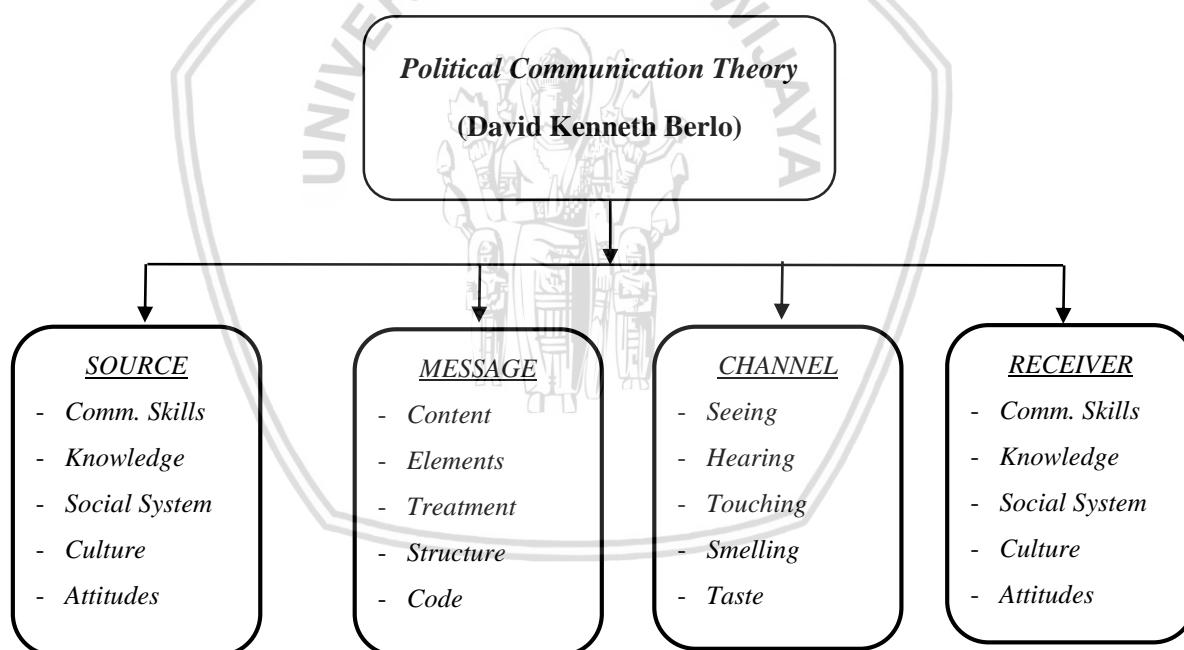 Political Communication Theory
(David Kenneth Berlo)
SOURCE
- Comm. Skills
- Knowledge
- Social System
- Culture
- Attitudes
MESSAGE
- Content
- Elements
- Treatment
- Structure
- Code
CHANNEL
- Seeing
- Hearing
- Touching
- Smelling
- Taste
RECEIVER
- Comm. Skills
- Knowledge
- Social System
- Culture
- Attitudes